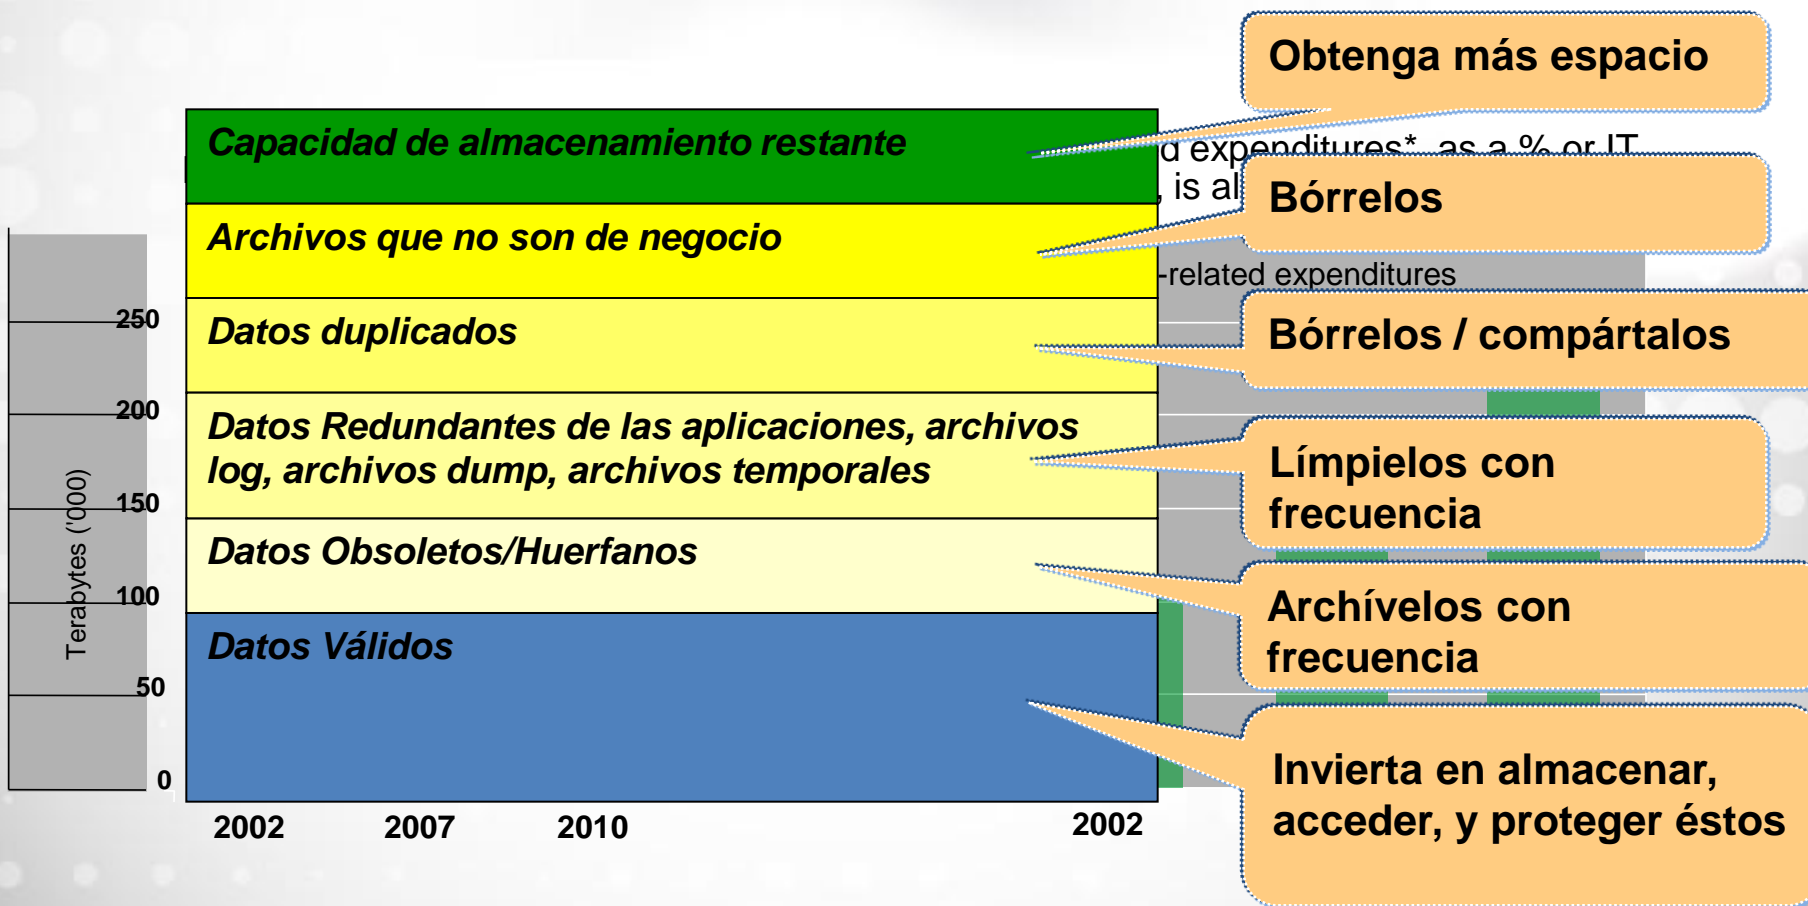 Obtenga más espacio
Capacidad de almacenamiento restante
expenditures*, as a % or IT
, is
Bórrelos
Archivos que no son de negocio
-related expenditures
250
Datos duplicados
Bórrelos / compártalos
200
Datos Redundantes de las aplicaciones, archivos
log, archivos dump, archivos temporales
Límpielos con
frecuencia
150
Terabytes ('000)
Datos Obsoletos/Huerfanos
100
Archívelos con
frecuencia
Datos Válidos
50
Invierta en almacenar,
acceder, y proteger éstos
0
2002 2007 2010 2002